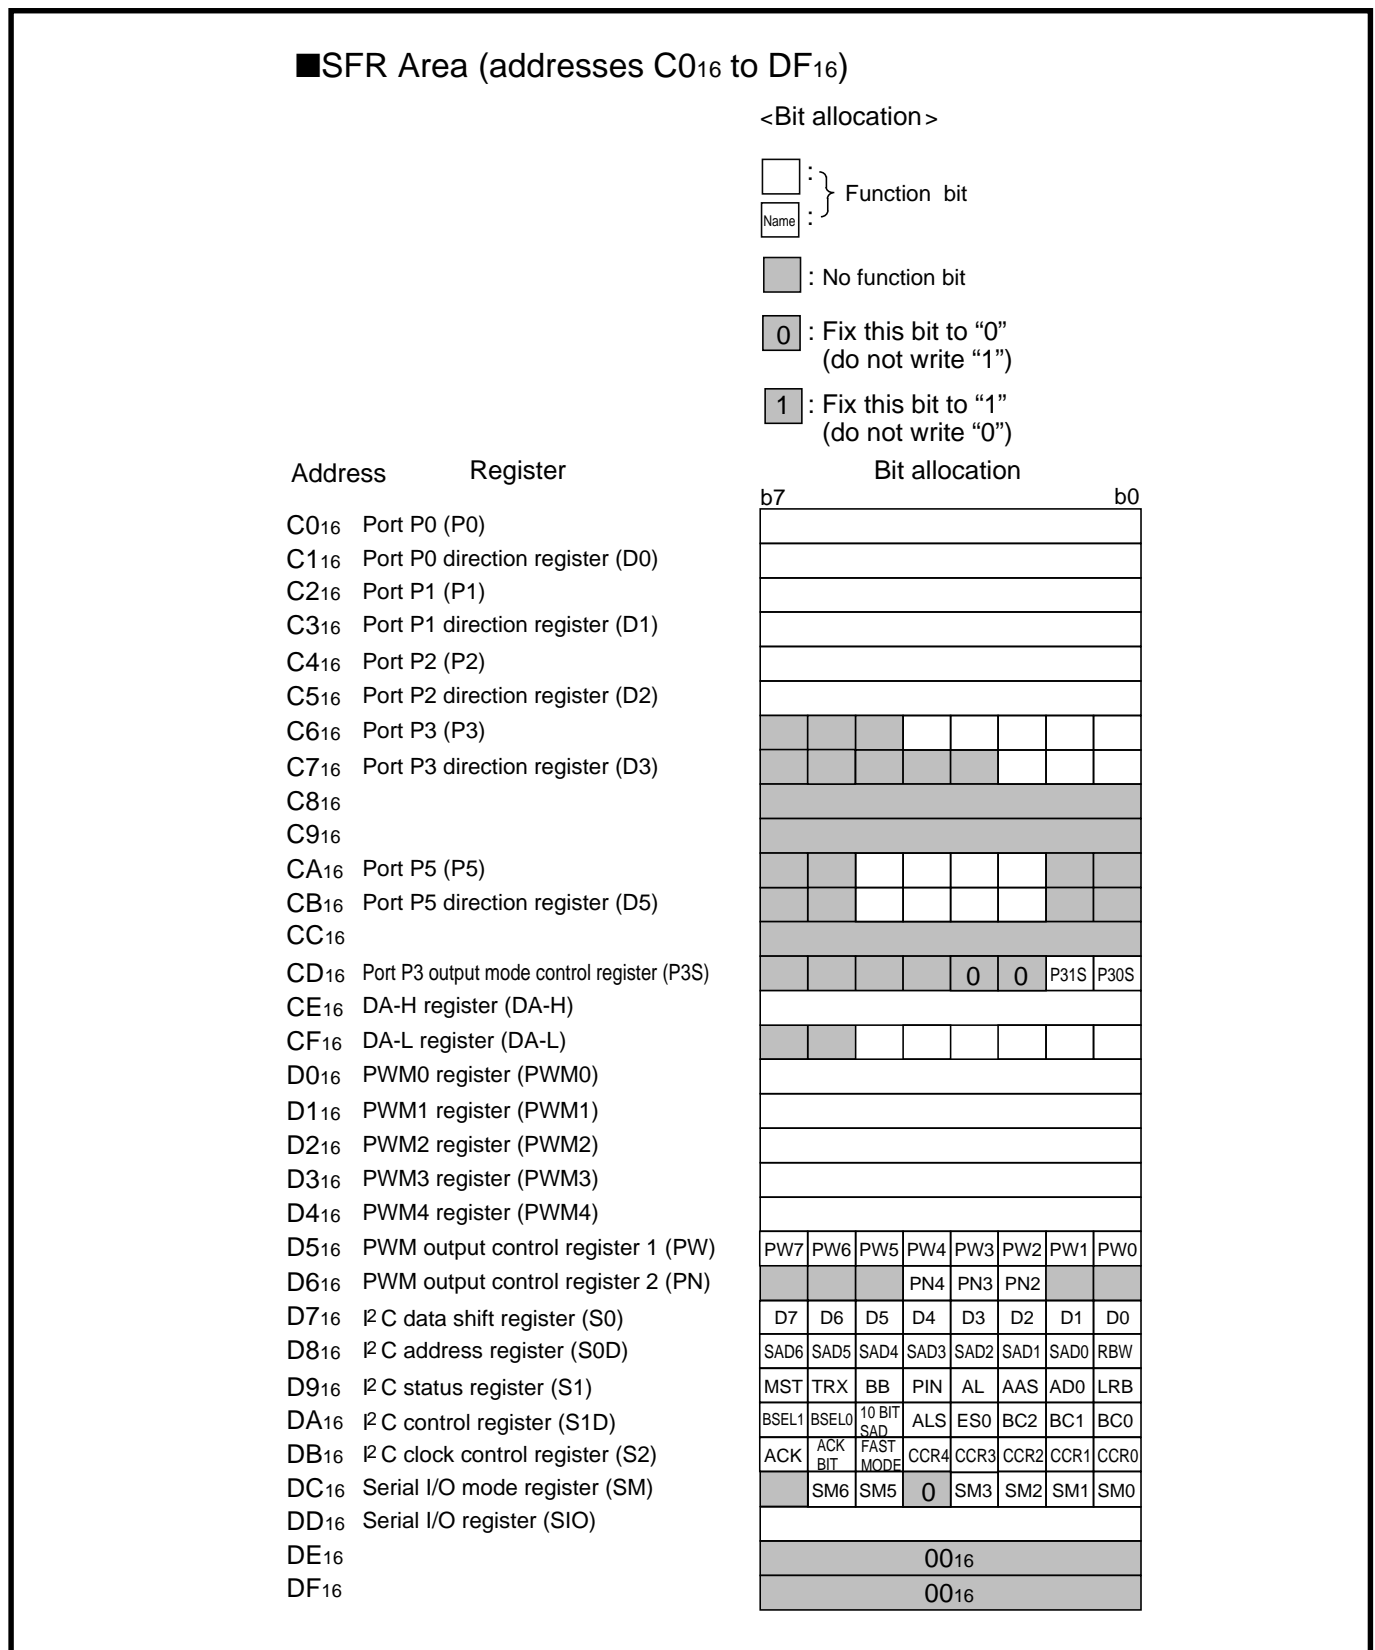 ■SFR Area (addresses C016 to DF16)
<Bit allocation>
:
Function bit
Name :
: No function bit
0 : Fix this bit to “0”
(do not write “1”)
1 : Fix this bit to “1”
(do not write “0”)
Address Register Bit allocation
b7 b0
C016 Port P0 (P0)
C116 Port P0 direction register (D0)
C216 Port P1 (P1)
C316 Port P1 direction register (D1)
C416 Port P2 (P2)
C516 Port P2 direction register (D2)
C616 Port P3 (P3)
C716 Port P3 direction register (D3)
C816
C916
CA16 Port P5 (P5)
CB16 Port P5 direction register (D5)
CC16
CD16 Port P3 output mode control register (P3S) 0 0 P31S P30S
CE16 DA-H register (DA-H)
CF16 DA-L register (DA-L)
D016 PWM0 register (PWM0)
D116 PWM1 register (PWM1)
D216 PWM2 register (PWM2)
D316 PWM3 register (PWM3)
D416 PWM4 register (PWM4)
D516 PWM output control register 1 (PW) PW7 PW6 PW5 PW4 PW3 PW2 PW1 PW0
D616 PWM output control register 2 (PN) PN4 PN3 PN2
D716 I2 C data shift register (S0) D7 D6 D5 D4 D3 D2 D1 D0
D816 I2 C address register (S0D) SAD6 SAD5 SAD4 SAD3 SAD2 SAD1 SAD0 RBW
D916 I2 C status register (S1) MST TRX BB PIN AL AAS AD0 LRB
DA16 I2 C control register (S1D) BSEL1 BSEL0 10 BIT SAD ALS ES0 BC2 BC1 BC0
DB16 I2 C clock control register (S2) ACK ACK BIT FAST MODE CCR4 CCR3 CCR2 CCR1 CCR0
DC16 Serial I/O mode register (SM) SM6 SM5 0 SM3 SM2 SM1 SM0
DD16 Serial I/O register (SIO)
DE16 0016
DF16 0016